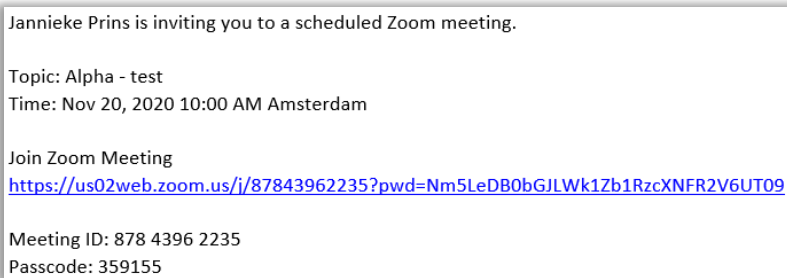 Jannieke Prins is inviting you to a scheduled Zoom meeting.
Topic: Alpha - test
Time: Nov 20, 2020 10:00 AM Amsterdam
Join Zoom Meeting
https://us02web.zoom.us/j/87843962235?pwd=Nm5LeDB0bGJLWk1Zb1RzcXNFR2V6UT09
Meeting ID: 878 4396 2235
Passcode: 359155